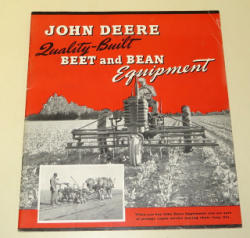 JOHN DEERE
Quality-Built
BEET and BEAN
Equipment